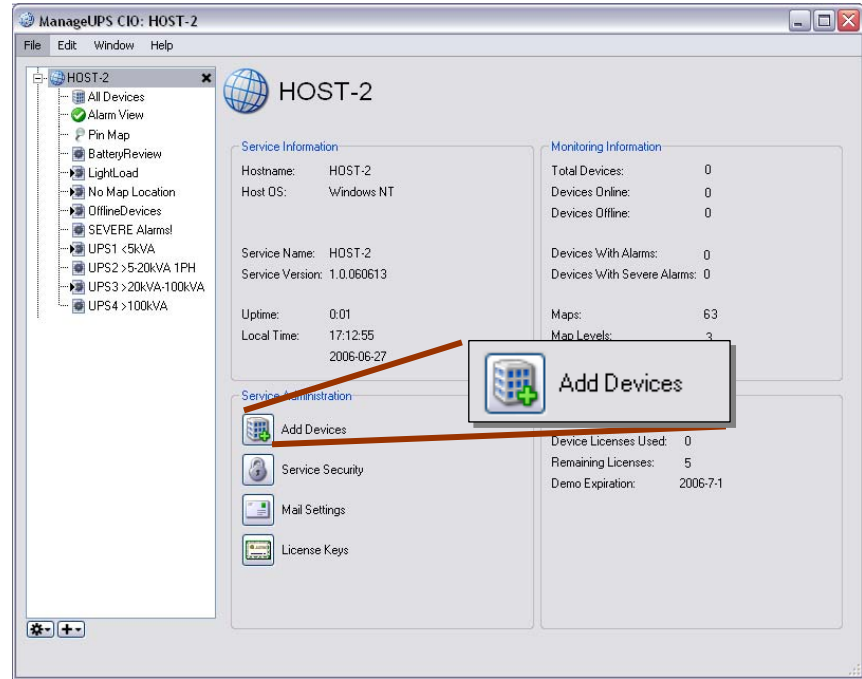 ManageUPS CIO: HOST-2
File Edit Window Help
HOST-2
All Devices
Alarm View
Pin Map
BatteryReview
LightLoad
No Map Location
OfflineDevices
SEVERE Alarms!
UPS1 <5kVA
UPS2 >5-20kVA 1PH
UPS3 >20kVA-100kVA
UPS4 >100kVA
HOST-2
Service Information
Hostname: HOST-2
Host OS: Windows NT
Service Name: HOST-2
Service Version: 1.0.060613
Uptime: 0:01
Local Time: 17:12:55
2006-06-27
Monitoring Information
Total Devices: 0
Devices Online: 0
Devices Offline: 0
Devices With Alarms: 0
Devices With Severe Alarms: 0
Maps: 63
Map Levels: 3
Add Devices
Service Administration
Add Devices
Service Security
Mail Settings
License Keys
Device Licenses Used: 0
Remaining Licenses: 5
Demo Expiration: 2006-7-1